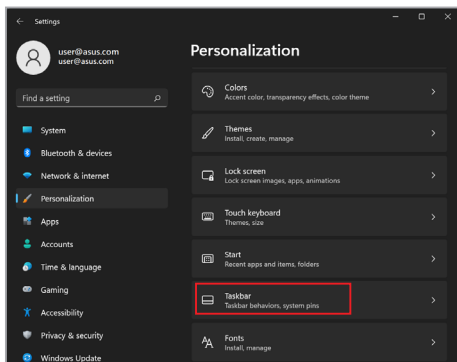 Settings
user@asus.com
user@asus.com
Find a setting
System
Bluetooth & devices
Network & internet
Personalization
Apps
Accounts
Time & language
Gaming
Accessibility
Privacy & security
Windows Update
Personalization
Colors
Accent color, transparency effects, color theme
Themes
Install, create, manage
Lock screen
Lock screen images, apps, animations
Touch keyboard
Themes, size
Start
Recent apps and items, folders
Taskbar
Taskbar behaviors, system pins
Fonts
Install, manage